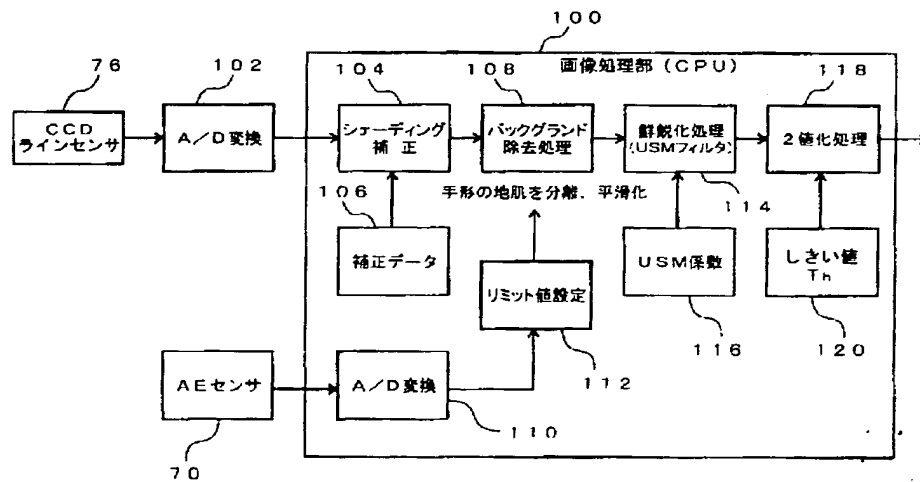 １００
画像処理部（ＣＰＵ）
７６
１０２
１０４
１０８
１１８
ＣＣＤ
ラインセンサ
Ａ／Ｄ変換
シェーディング
補正
バックグランド
除去処理
鮮鋭化処理
(USMフィルタ)
２値化処理
１０６
手形の地肌を分離，平滑化
１１４
補正データ
リミット値設定
ＵＳＭ係数
しきい値
Ｔｈ
１１２
１１６
１２０
ＡＥセンサ
Ａ／Ｄ変換
１１０
７０